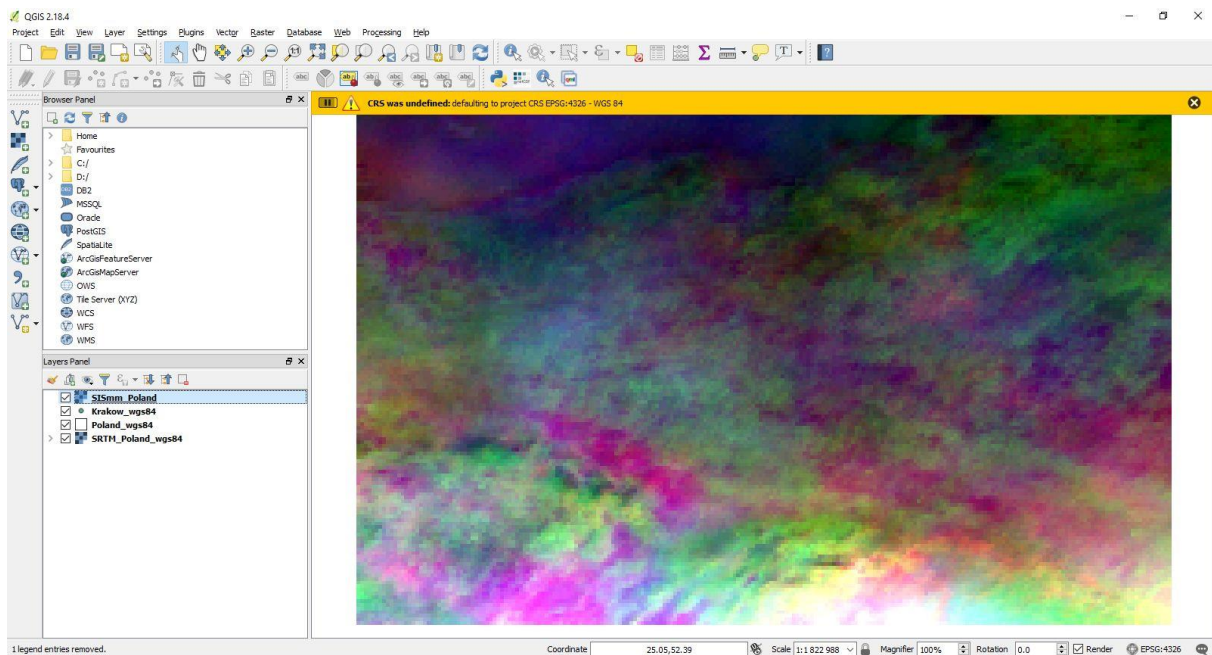 QGIS 2.18.4
Project Edit View Layer Settings Plugins Vector Raster Database Web Processing Help
Browser Panel
CRS was undefined: defaulting to project CRS EPSG:4326 - WGS 84
Home
Favourites
C:/
D:/
DB2
MSSQL
Oracle
PostGIS
SpatiaLite
ArcGisFeatureServer
ArcGisMapServer
OWS
Tile Server (XYZ)
WCS
WFS
WMS
Layers Panel
SISmm_Poland
Krakow_wgs84
Poland_wgs84
SRTM_Poland_wgs84
1 legend entries removed.
Coordinate 25.05,52.39 Scale 1:1 822 988 Magnifier 100% Rotation 0.0 Render EPSG:4326